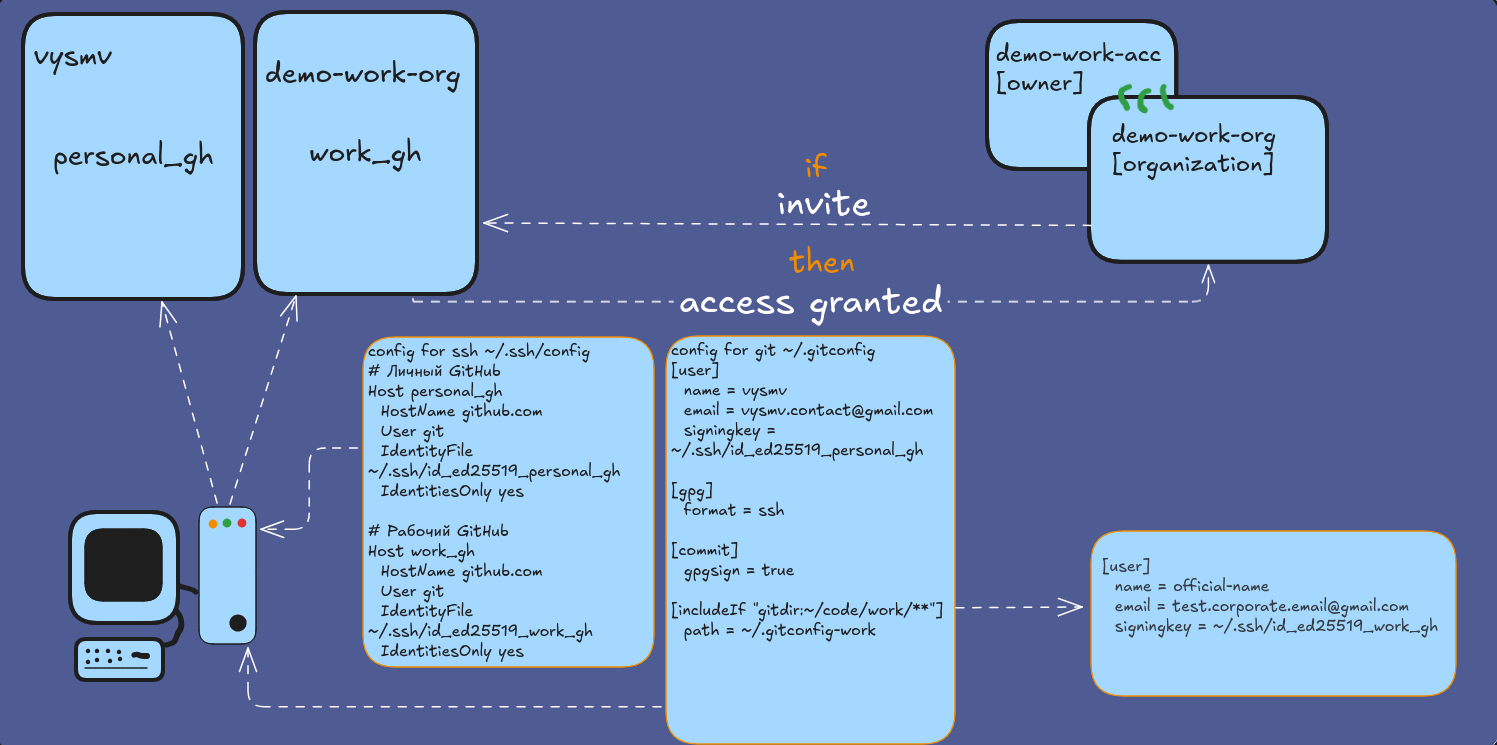 vysmv
personal_gh
demo-work-org
work_gh
demo-work-acc
[owner]
demo-work-org
[organization]
if
invite
then
access granted
config for ssh ~/.ssh/config
# Личный GitHub
Host personal_gh
HostName github.com
User git
IdentityFile
~/.ssh/id_ed25519_personal_gh
IdentitiesOnly yes
# Рабочий GitHub
Host work_gh
HostName github.com
User git
IdentityFile
~/.ssh/id_ed25519_work_gh
IdentitiesOnly yes
config for git ~/.gitconfig
[user]
name = vysmv
email = vysmv.contact@gmail.com
signingkey =
~/.ssh/id_ed25519_personal_gh
[gpg]
format = ssh
[commit]
gpgsign = true
[includeIf "gitdir:~/code/work/**"]
path = ~/.gitconfig-work
[user]
name = official-name
email = test.corporate.email@gmail.com
signingkey = ~/.ssh/id_ed25519_work_gh